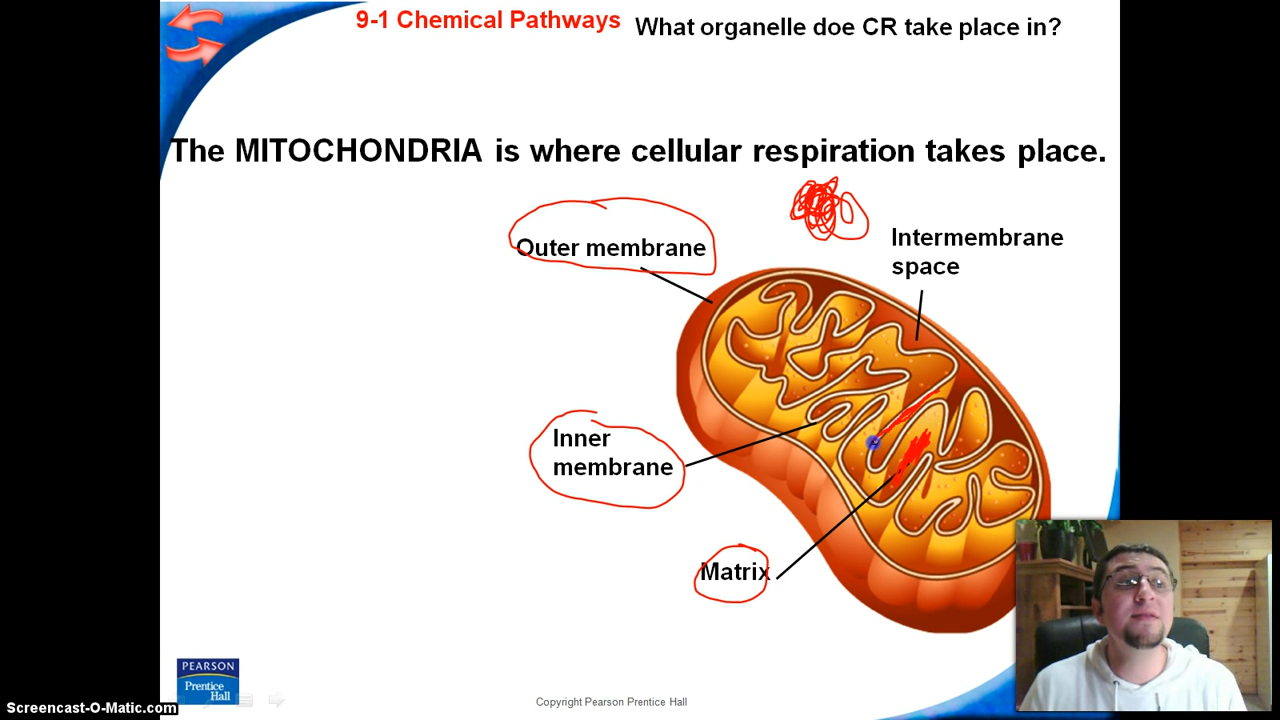 9-1 Chemical Pathways
What organelle doe CR take place in?
The MITOCHONDRIA is where cellular respiration takes place.
Outer membrane
Intermembrane
space
Inner
membrane
Matrix
PEARSON
Prentice
Hall
Copyright Pearson Prentice Hall
Screencast-O-Matic.com